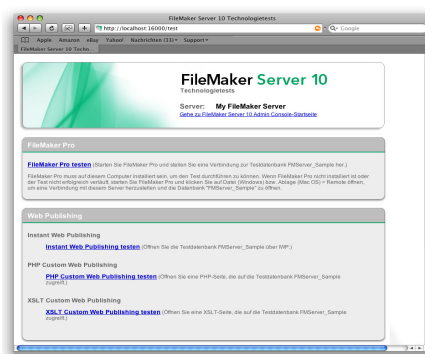 FileMaker Server 10 Technologietests
http://localhost:16000/test
Google
Apple Amazon eBay Yahoo! Nachrichten (33) Support
FileMaker Server 10 Techno...
FileMaker Server 10
Technologietests
Server: My FileMaker Server
Gehe zu FileMaker Server 10 Admin Console-Startseite
FileMaker Pro
FileMaker Pro testen (Starten Sie FileMaker Pro und stellen Sie eine Verbindung zur Testdatenbank FMServer_Sample her.)
FileMaker Pro muss auf diesem Computer installiert sein, um den Test durchführen zu können. Wenn FileMaker Pro nicht installiert ist oder
der Test nicht erfolgreich verläuft, starten Sie FileMaker Pro und klicken Sie auf Datei (Windows) bzw. Ablage (Mac OS) > Remote öffnen,
um eine Verbindung mit diesem Server herzustellen und die Datenbank "FMServer_Sample" zu öffnen.
Web Publishing
Instant Web Publishing
Instant Web Publishing testen (Öffnen Sie die Testdatenbank FMServer_Sample über IWP.)
PHP Custom Web Publishing
PHP Custom Web Publishing testen (Öffnen Sie eine PHP-Seite, die auf die Testdatenbank FMServer_Sample
zugreift.)
XSLT Custom Web Publishing
XSLT Custom Web Publishing testen (Öffnen Sie eine XSLT-Seite, die auf die Testdatenbank FMServer_Sample
zugreift.)